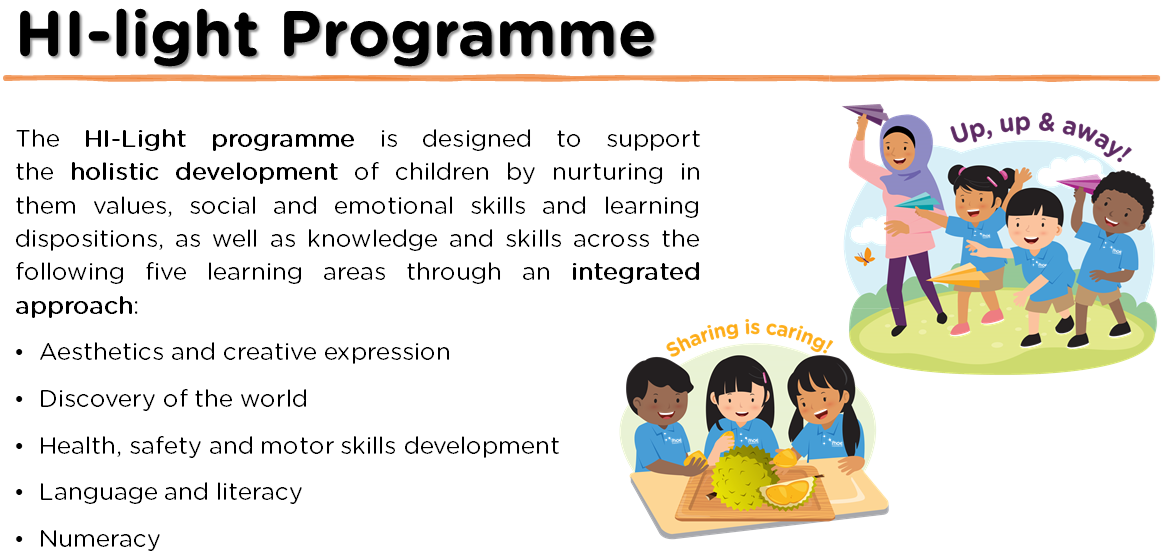 HI-light Programme
Up, up & away!
The HI-Light programme is designed to support
the holistic development of children by nurturing in
them values, social and emotional skills and learning
dispositions, as well as knowledge and skills across the
following five learning areas through an integrated
approach:
Sharing is caring!
• Aesthetics and creative expression
• Discovery of the world
• Health, safety and motor skills development
• Language and literacy
• Numeracy